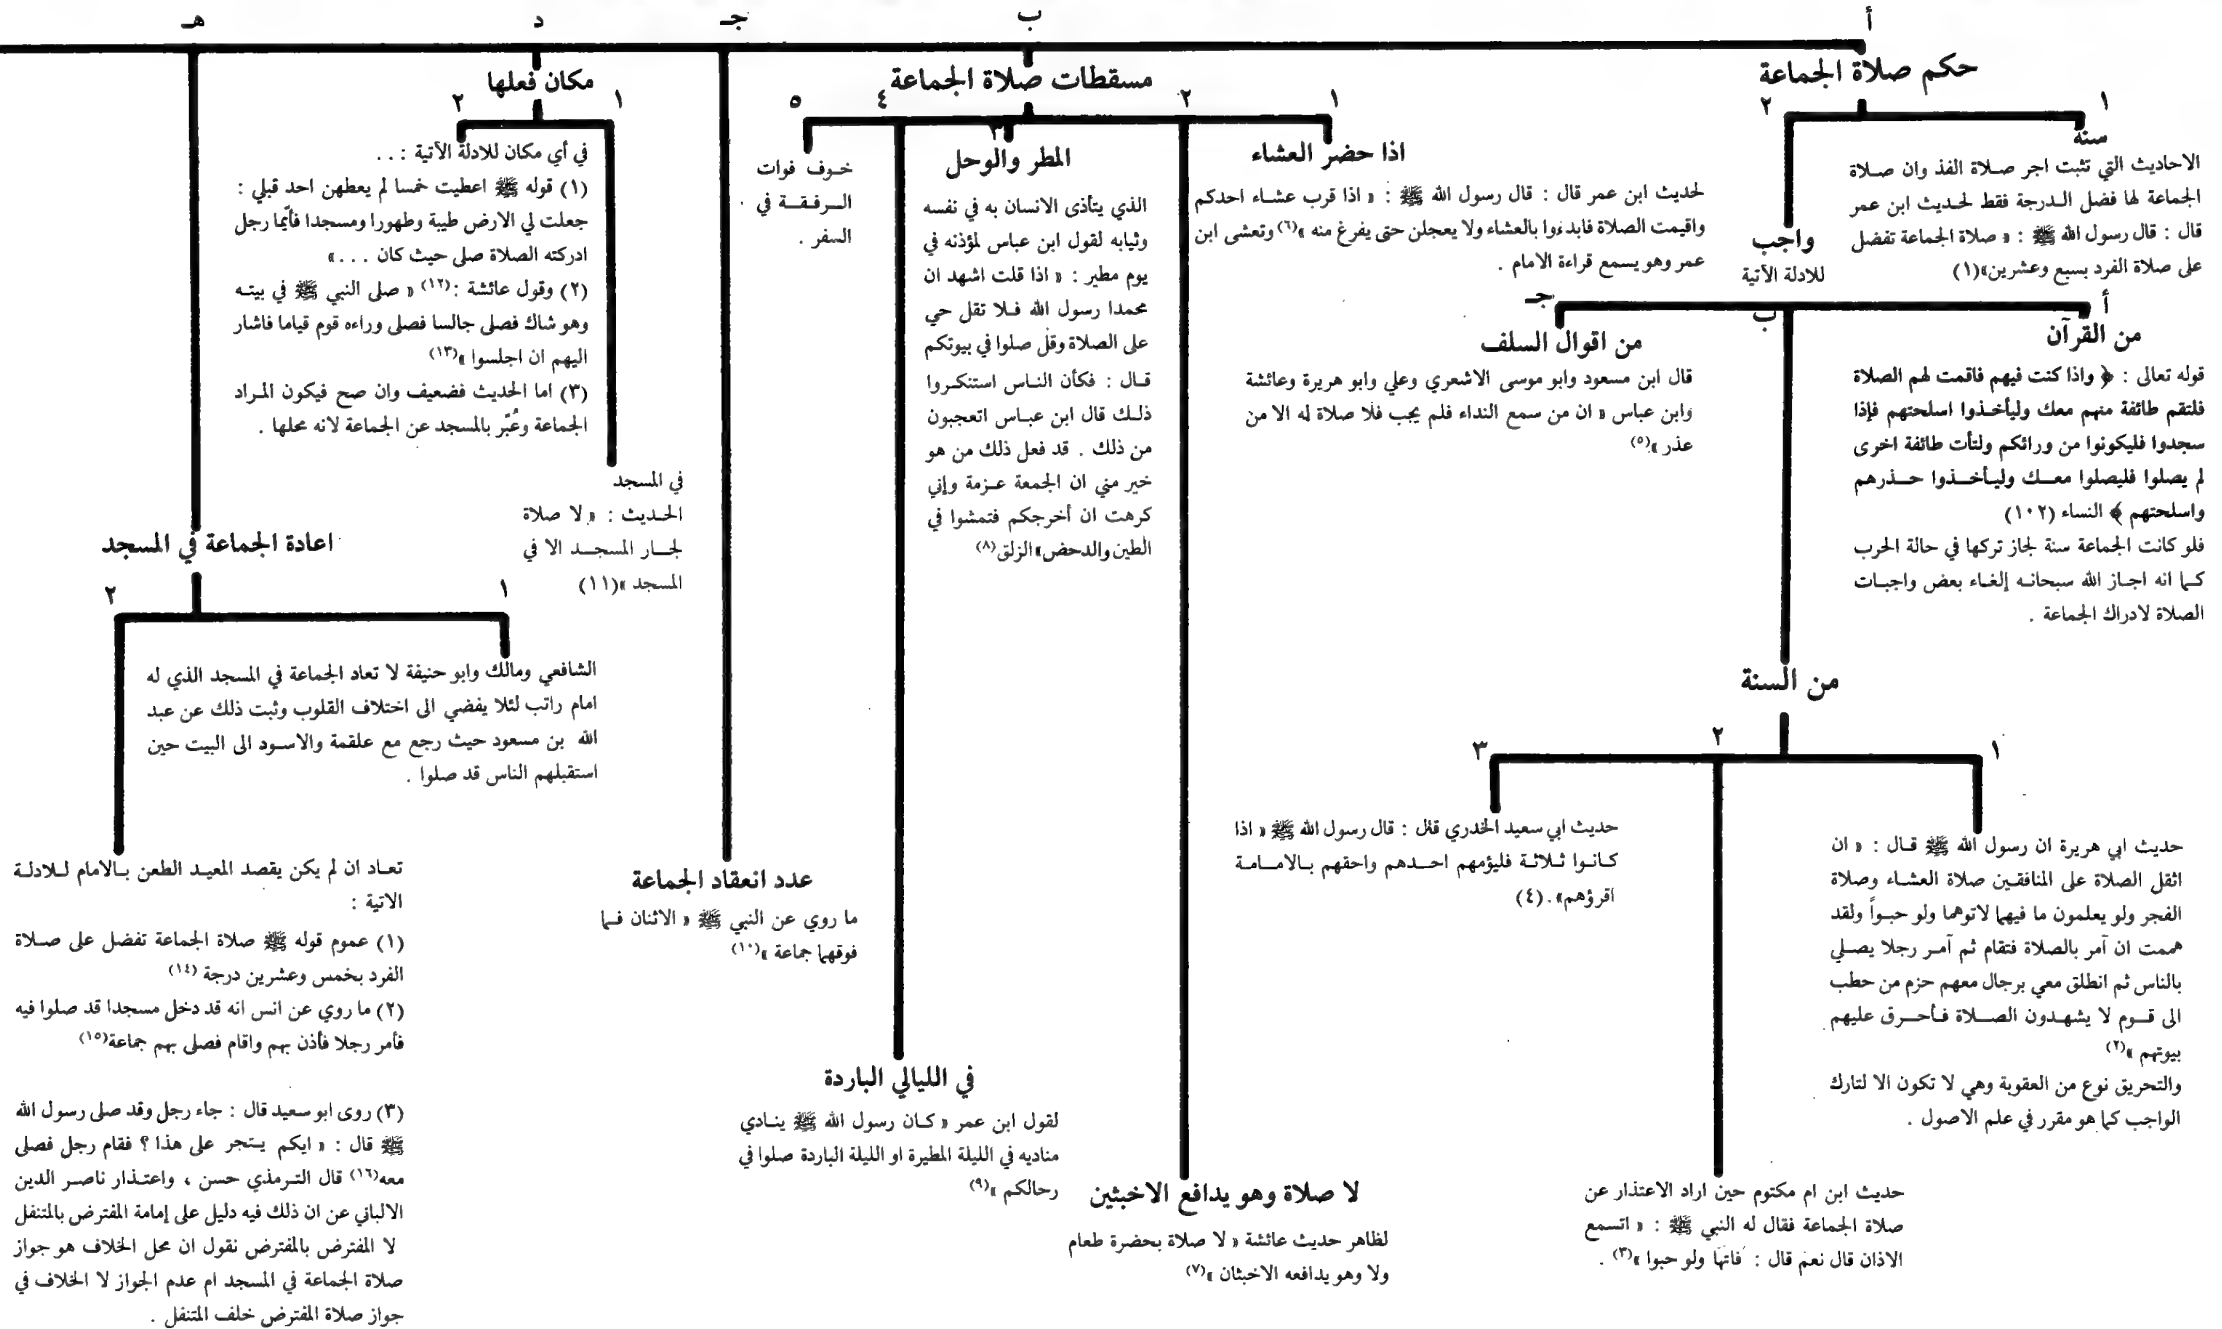 أ
حكم صلاة الجماعة
١
سنة
الاحاديث التي تثبت اجر صلاة الفذ وان صلاة
الجماعة لها فضل الدرجة فقط لحديث ابن عمر
قال : قال رسول الله ﷺ : « صلاة الجماعة تفضل
على صلاة الفرد بسبع وعشرين»(١)
٢
واجب
للادلة الآتية
أ
من القرآن
قوله تعالى : ﴿ واذا كنت فيهم فاقمت لهم الصلاة
فلتقم طائفة منهم معك وليأخذوا اسلحتهم فإذا
سجدوا فليكونوا من ورائكم ولتأت طائفة اخرى
لم يصلوا فليصلوا معك وليأخذوا حذرهم
واسلحتهم ﴾ النساء (١٠٢)
فلو كانت الجماعة سنة لجاز تركها في حالة الحرب
كما انه اجاز الله سبحانه إلغاء بعض واجبات
الصلاة لادراك الجماعة .
ب
من السنة
١
حديث ابي هريرة ان رسول الله ﷺ قال : « ان
اثقل الصلاة على المنافقين صلاة العشاء وصلاة
الفجر ولو يعلمون ما فيهما لاتوهما ولو حبواً ولقد
هممت ان آمر بالصلاة فتقام ثم آمر رجلا يصلي
بالناس ثم انطلق معي برجال معهم حزم من حطب
الى قوم لا يشهدون الصلاة فأحرق عليهم
بيوتهم »(٢)
والتحريق نوع من العقوبة وهي لا تكون الا لتارك
الواجب كما هو مقرر في علم الاصول .
٢
حديث ابن ام مكتوم حين اراد الاعتذار عن
صلاة الجماعة فقال له النبي ﷺ : « اتسمع
الاذان قال نعم قال : فاتها ولو حبوا »(٣) .
٣
حديث ابي سعيد الخدري قال : قال رسول الله ﷺ « اذا
كانوا ثلاثة فليؤمهم احدهم واحقهم بالامامة
اقرؤهم».(٤)
جـ
من اقوال السلف
قال ابن مسعود وابو موسى الاشعري وعلي وابو هريرة وعائشة
وابن عباس « ان من سمع النداء فلم يجب فلا صلاة له الا من
عذر »(٥)
ب
مسقطات صلاة الجماعة
١
اذا حضر العشاء
لحديث ابن عمر قال : قال رسول الله ﷺ : « اذا قرب عشاء احدكم
واقيمت الصلاة فابدءوا بالعشاء ولا يعجلن حتى يفرغ منه »(٦) وتعشى ابن
عمر وهو يسمع قراءة الامام .
٢
لا صلاة وهو يدافع الاخبثين
لظاهر حديث عائشة « لا صلاة بحضرة طعام
ولا وهو يدافعه الاخبثان »(٧)
٣
المطر والوحل
الذي يتأذى الانسان به في نفسه
وثيابه لقول ابن عباس لمؤذنه في
يوم مطير : « اذا قلت اشهد ان
محمدا رسول الله فلا تقل حي
على الصلاة وقل صلوا في بيوتكم
قال : فكأن الناس استنكروا
ذلك قال ابن عباس اتعجبون
من ذلك . قد فعل ذلك من هو
خير مني ان الجمعة عزمة وإني
كرهت ان أخرجكم فتمشوا في
الطين والدحض» الزلق(٨)
٤
في الليالي الباردة
لقول ابن عمر « كان رسول الله ﷺ ينادي
مناديه في الليلة المطيرة او الليلة الباردة صلوا في
رحالكم »(٩)
٥
خوف فوات
الرفقة في
السفر .
جـ
عدد انعقاد الجماعة
ما روي عن النبي ﷺ « الاثنان فما
فوقهما جماعة »(١٠)
د
مكان فعلها
١
في المسجد
الحديث : « لا صلاة
لجار المسجد الا في
المسجد »(١١)
٢
في أي مكان للادلة الآتية : . .
(١) قوله ﷺ اعطيت خمسا لم يعطهن احد قبلي :
جعلت لي الارض طيبة وطهورا ومسجدا فأيّما رجل
ادركته الصلاة صلى حيث كان . . .»
(٢) وقول عائشة :(١٢) « صلى النبي ﷺ في بيته
وهو شاك فصلى جالسا فصلى وراءه قوم قياما فاشار
اليهم ان اجلسوا »(١٣)
(٣) اما الحديث فضعيف وان صح فيكون المراد
الجماعة وعُبّر بالمسجد عن الجماعة لانه محلها .
هـ
اعادة الجماعة في المسجد
١
الشافعي ومالك وابو حنيفة لا تعاد الجماعة في المسجد الذي له
امام راتب لئلا يفضي الى اختلاف القلوب وثبت ذلك عن عبد
الله بن مسعود حيث رجع مع علقمة والاسود الى البيت حين
استقبلهم الناس قد صلوا .
٢
تعاد ان لم يكن يقصد المعيد الطعن بالامام للادلة
الاتية :
(١) عموم قوله ﷺ صلاة الجماعة تفضل على صلاة
الفرد بخمس وعشرين درجة (١٤)
(٢) ما روي عن انس انه قد دخل مسجدا قد صلوا فيه
فأمر رجلا فأذن بهم واقام فصلى بهم جماعة(١٥)
(٣) روى ابو سعيد قال : جاء رجل وقد صلى رسول الله
ﷺ قال : « ايكم يتجر على هذا ؟ فقام رجل فصلى
معه(١٦) قال الترمذي حسن ، واعتذار ناصر الدين
الالباني عن ان ذلك فيه دليل على إمامة المفترض بالمتنفل
لا المفترض بالمفترض نقول ان محل الخلاف هو جواز
صلاة الجماعة في المسجد ام عدم الجواز لا الخلاف في
جواز صلاة المفترض خلف المتنفل .